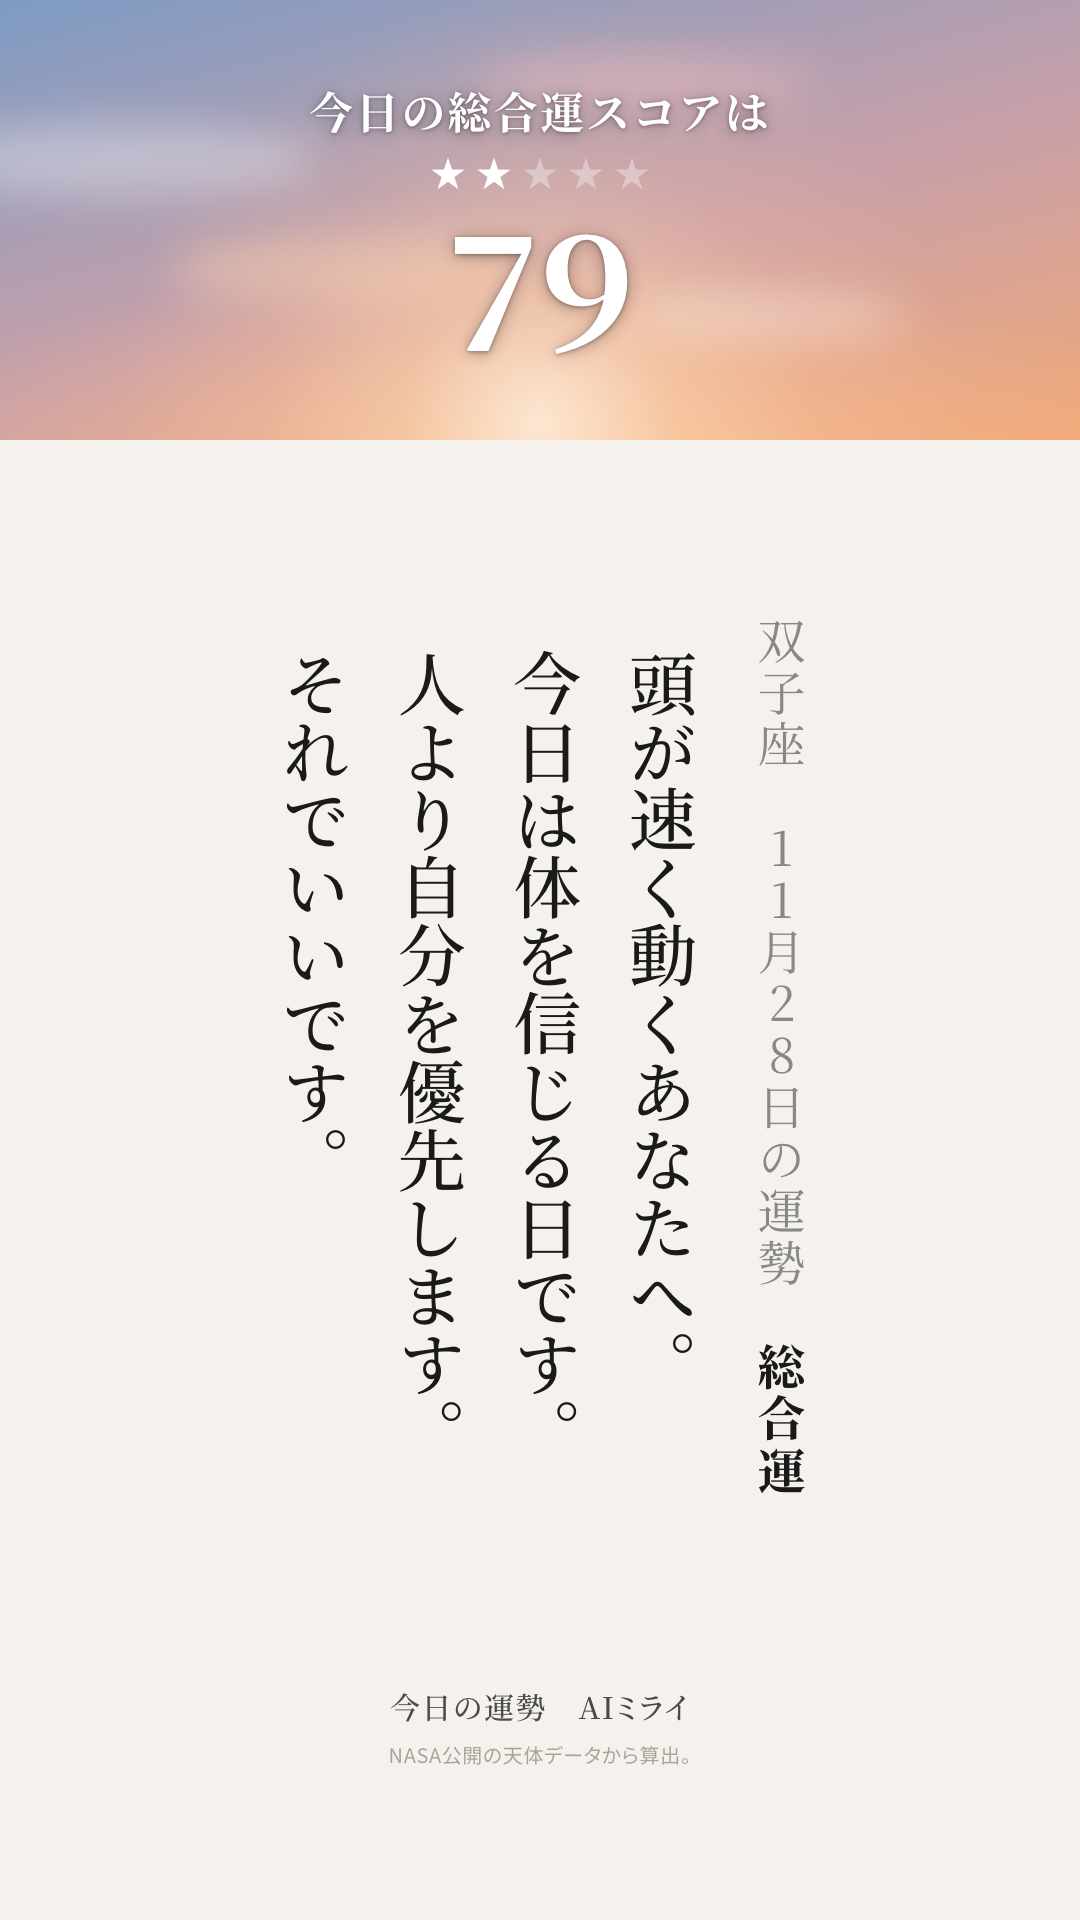 今日の総合運スコアは
★★★★★
79
双子座　11月28日の運勢　総合運
頭が速く動くあなたへ。
今日は体を信じる日です。
人より自分を優先します。
それでいいです。
今日の運勢　AIミライ
NASA公開の天体データから算出。